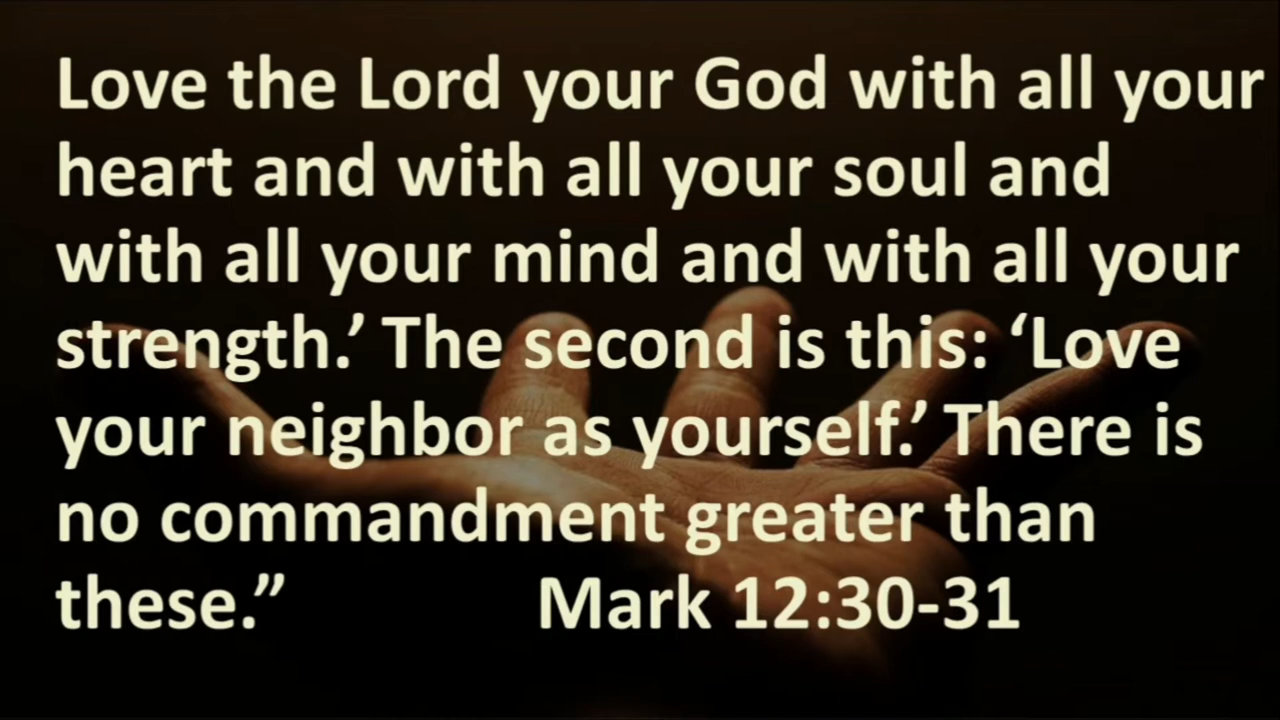 Love the Lord your God with all your
heart and with all your soul and
with all your mind and with all your
strength.’ The second is this: ‘Love
your neighbor as yourself.’ There is
no commandment greater than
these.” Mark 12:30-31